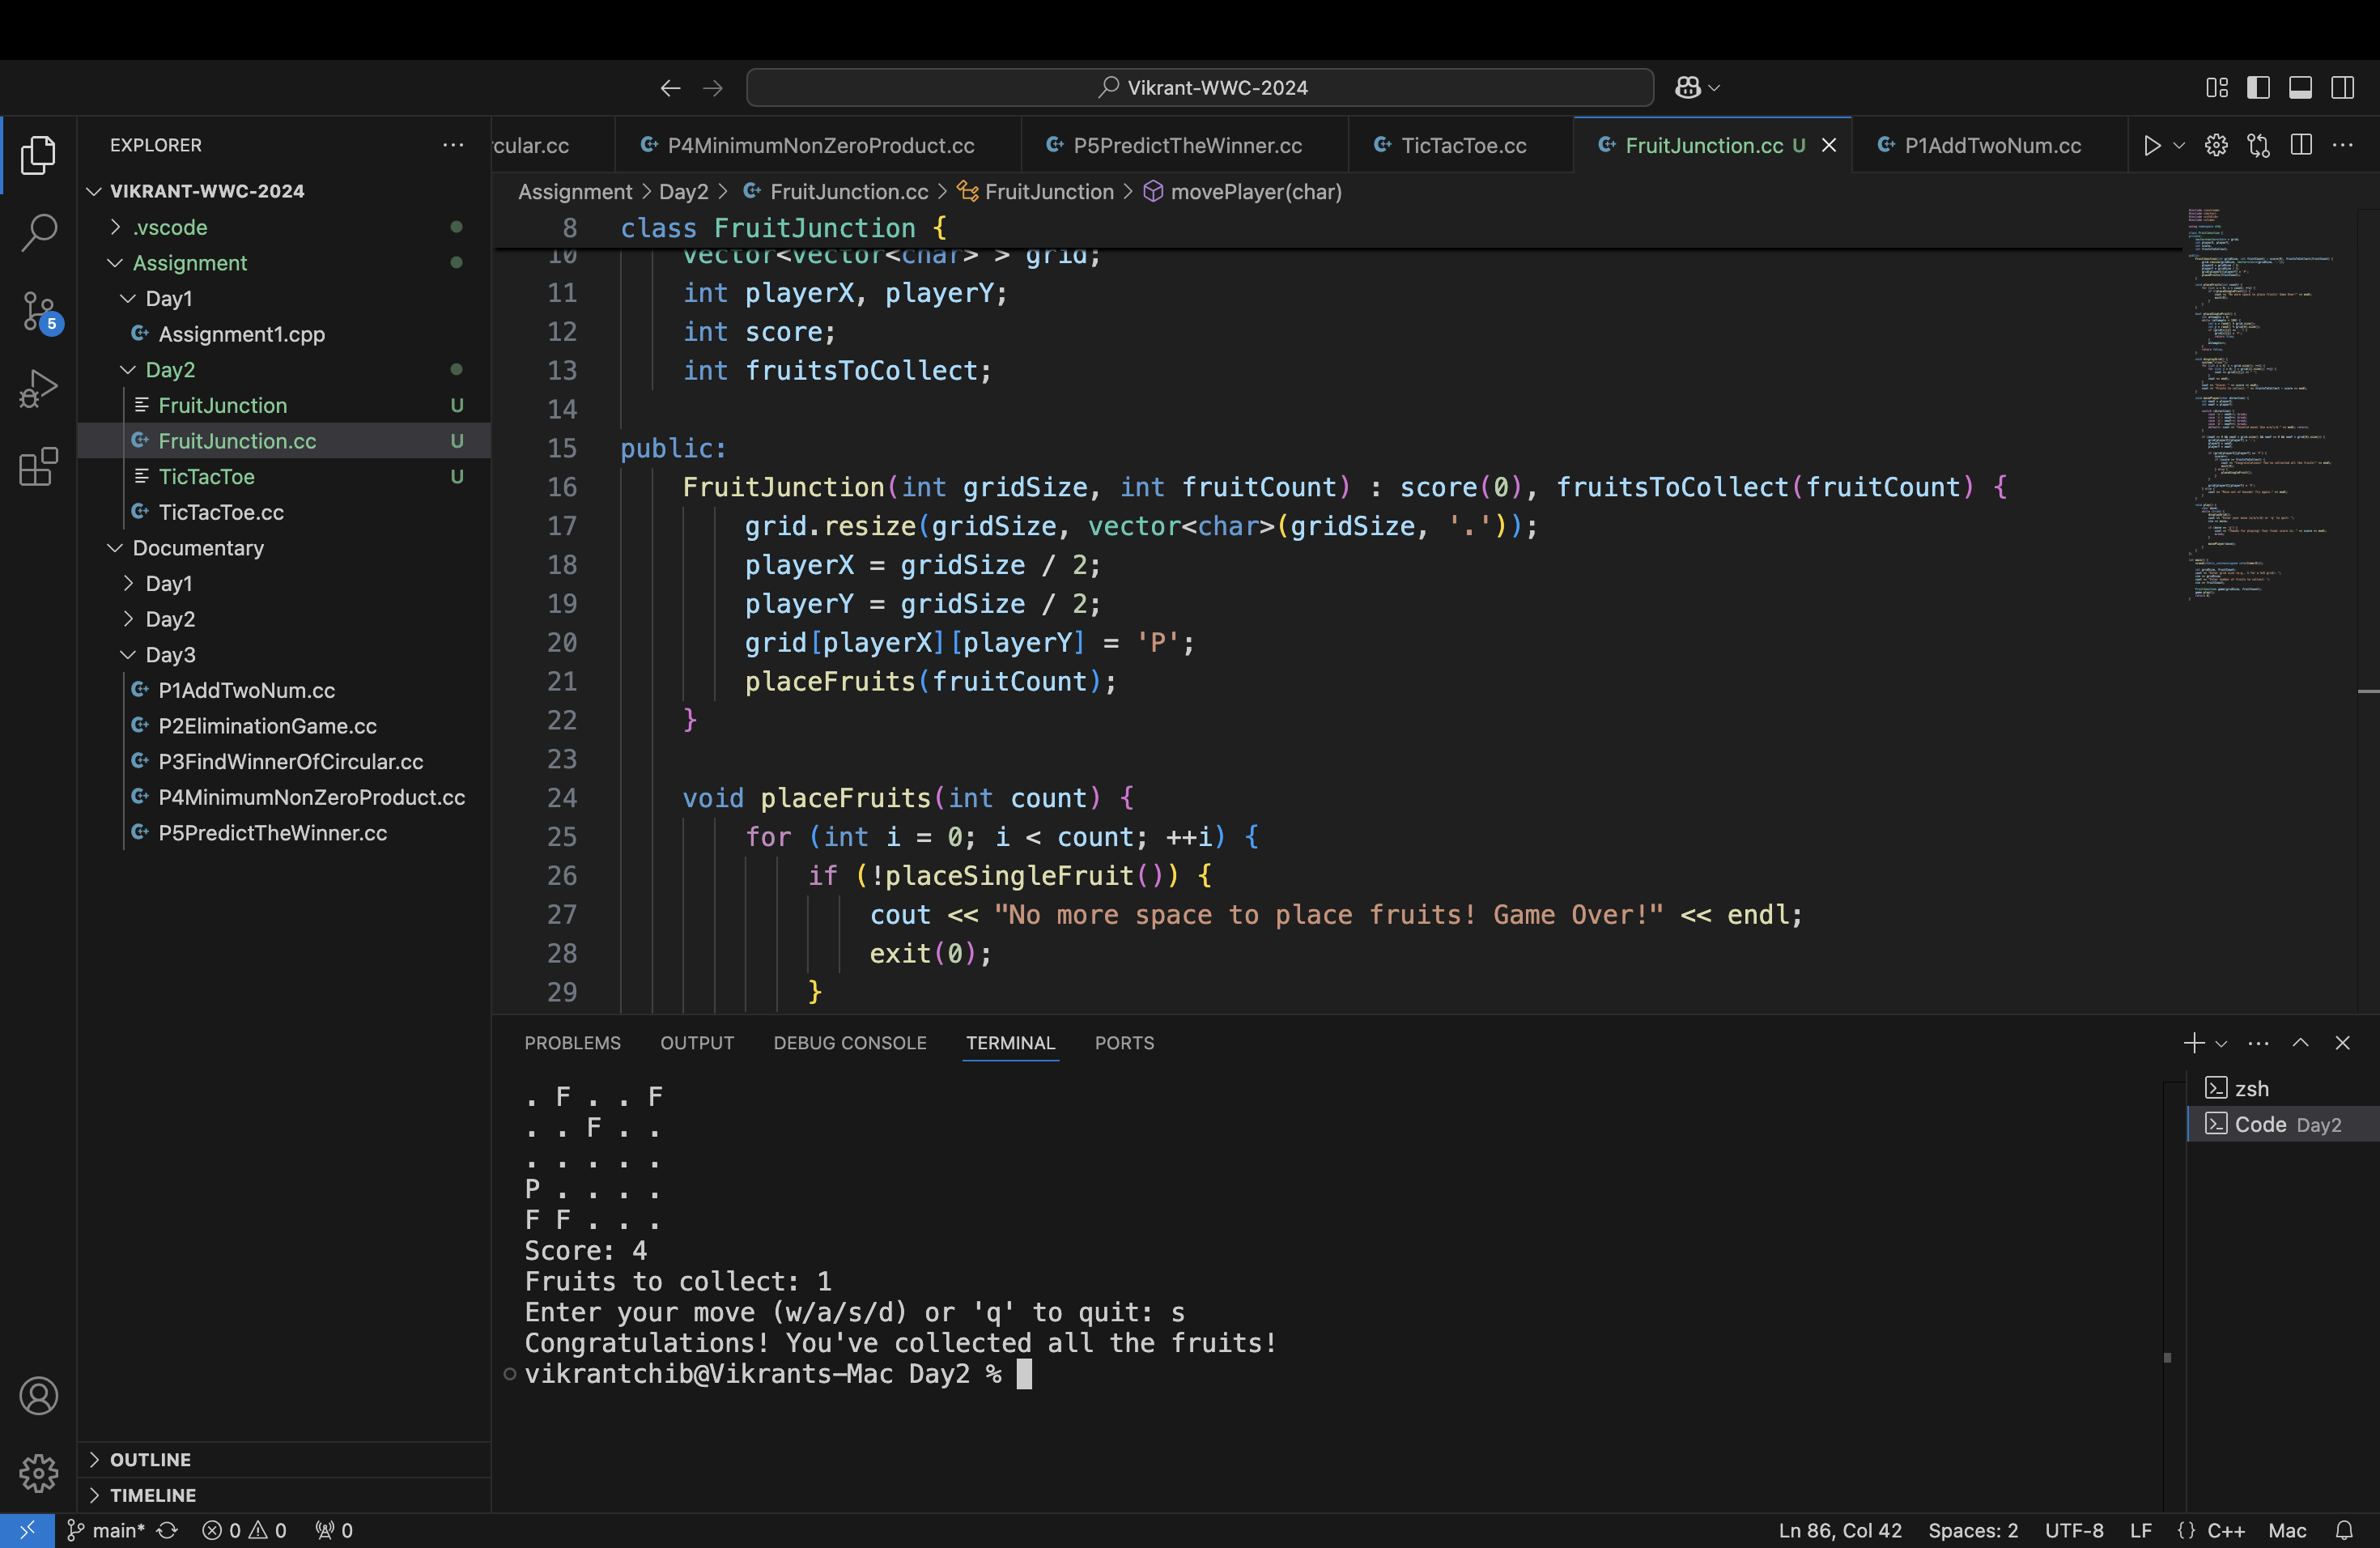 Vikrant-WWC-2024
EXPLORER
rcular.cc
P4MinimumNonZeroProduct.cc
P5PredictTheWinner.cc
TicTacToe.cc
FruitJunction.cc U
P1AddTwoNum.cc
VIKRANT-WWC-2024
.vscode
Assignment
Day1
Assignment1.cpp
Day2
FruitJunction U
FruitJunction.cc U
TicTacToe U
TicTacToe.cc
Documentary
Day1
Day2
Day3
P1AddTwoNum.cc
P2EliminationGame.cc
P3FindWinnerOfCircular.cc
P4MinimumNonZeroProduct.cc
P5PredictTheWinner.cc
5
OUTLINE
TIMELINE
Assignment > Day2 > FruitJunction.cc > FruitJunction > movePlayer(char)
8 class FruitJunction {
10 vector<vector<char> > grid;
11 int playerX, playerY;
12 int score;
13 int fruitsToCollect;
14
15 public:
16 FruitJunction(int gridSize, int fruitCount) : score(0), fruitsToCollect(fruitCount) {
17 grid.resize(gridSize, vector<char>(gridSize, '.'));
18 playerX = gridSize / 2;
19 playerY = gridSize / 2;
20 grid[playerX][playerY] = 'P';
21 placeFruits(fruitCount);
22 }
23
24 void placeFruits(int count) {
25 for (int i = 0; i < count; ++i) {
26 if (!placeSingleFruit()) {
27 cout << "No more space to place fruits! Game Over!" << endl;
28 exit(0);
29 }
PROBLEMS OUTPUT DEBUG CONSOLE TERMINAL PORTS
. F . . F
. . F . .
. . . . .
P . . . .
F F . . .
Score: 4
Fruits to collect: 1
Enter your move (w/a/s/d) or 'q' to quit: s
Congratulations! You've collected all the fruits!
vikrantchib@Vikrants-Mac Day2 %
zsh
Code Day2
main* 0 0 0
Ln 86, Col 42 Spaces: 2 UTF-8 LF {} C++ Mac